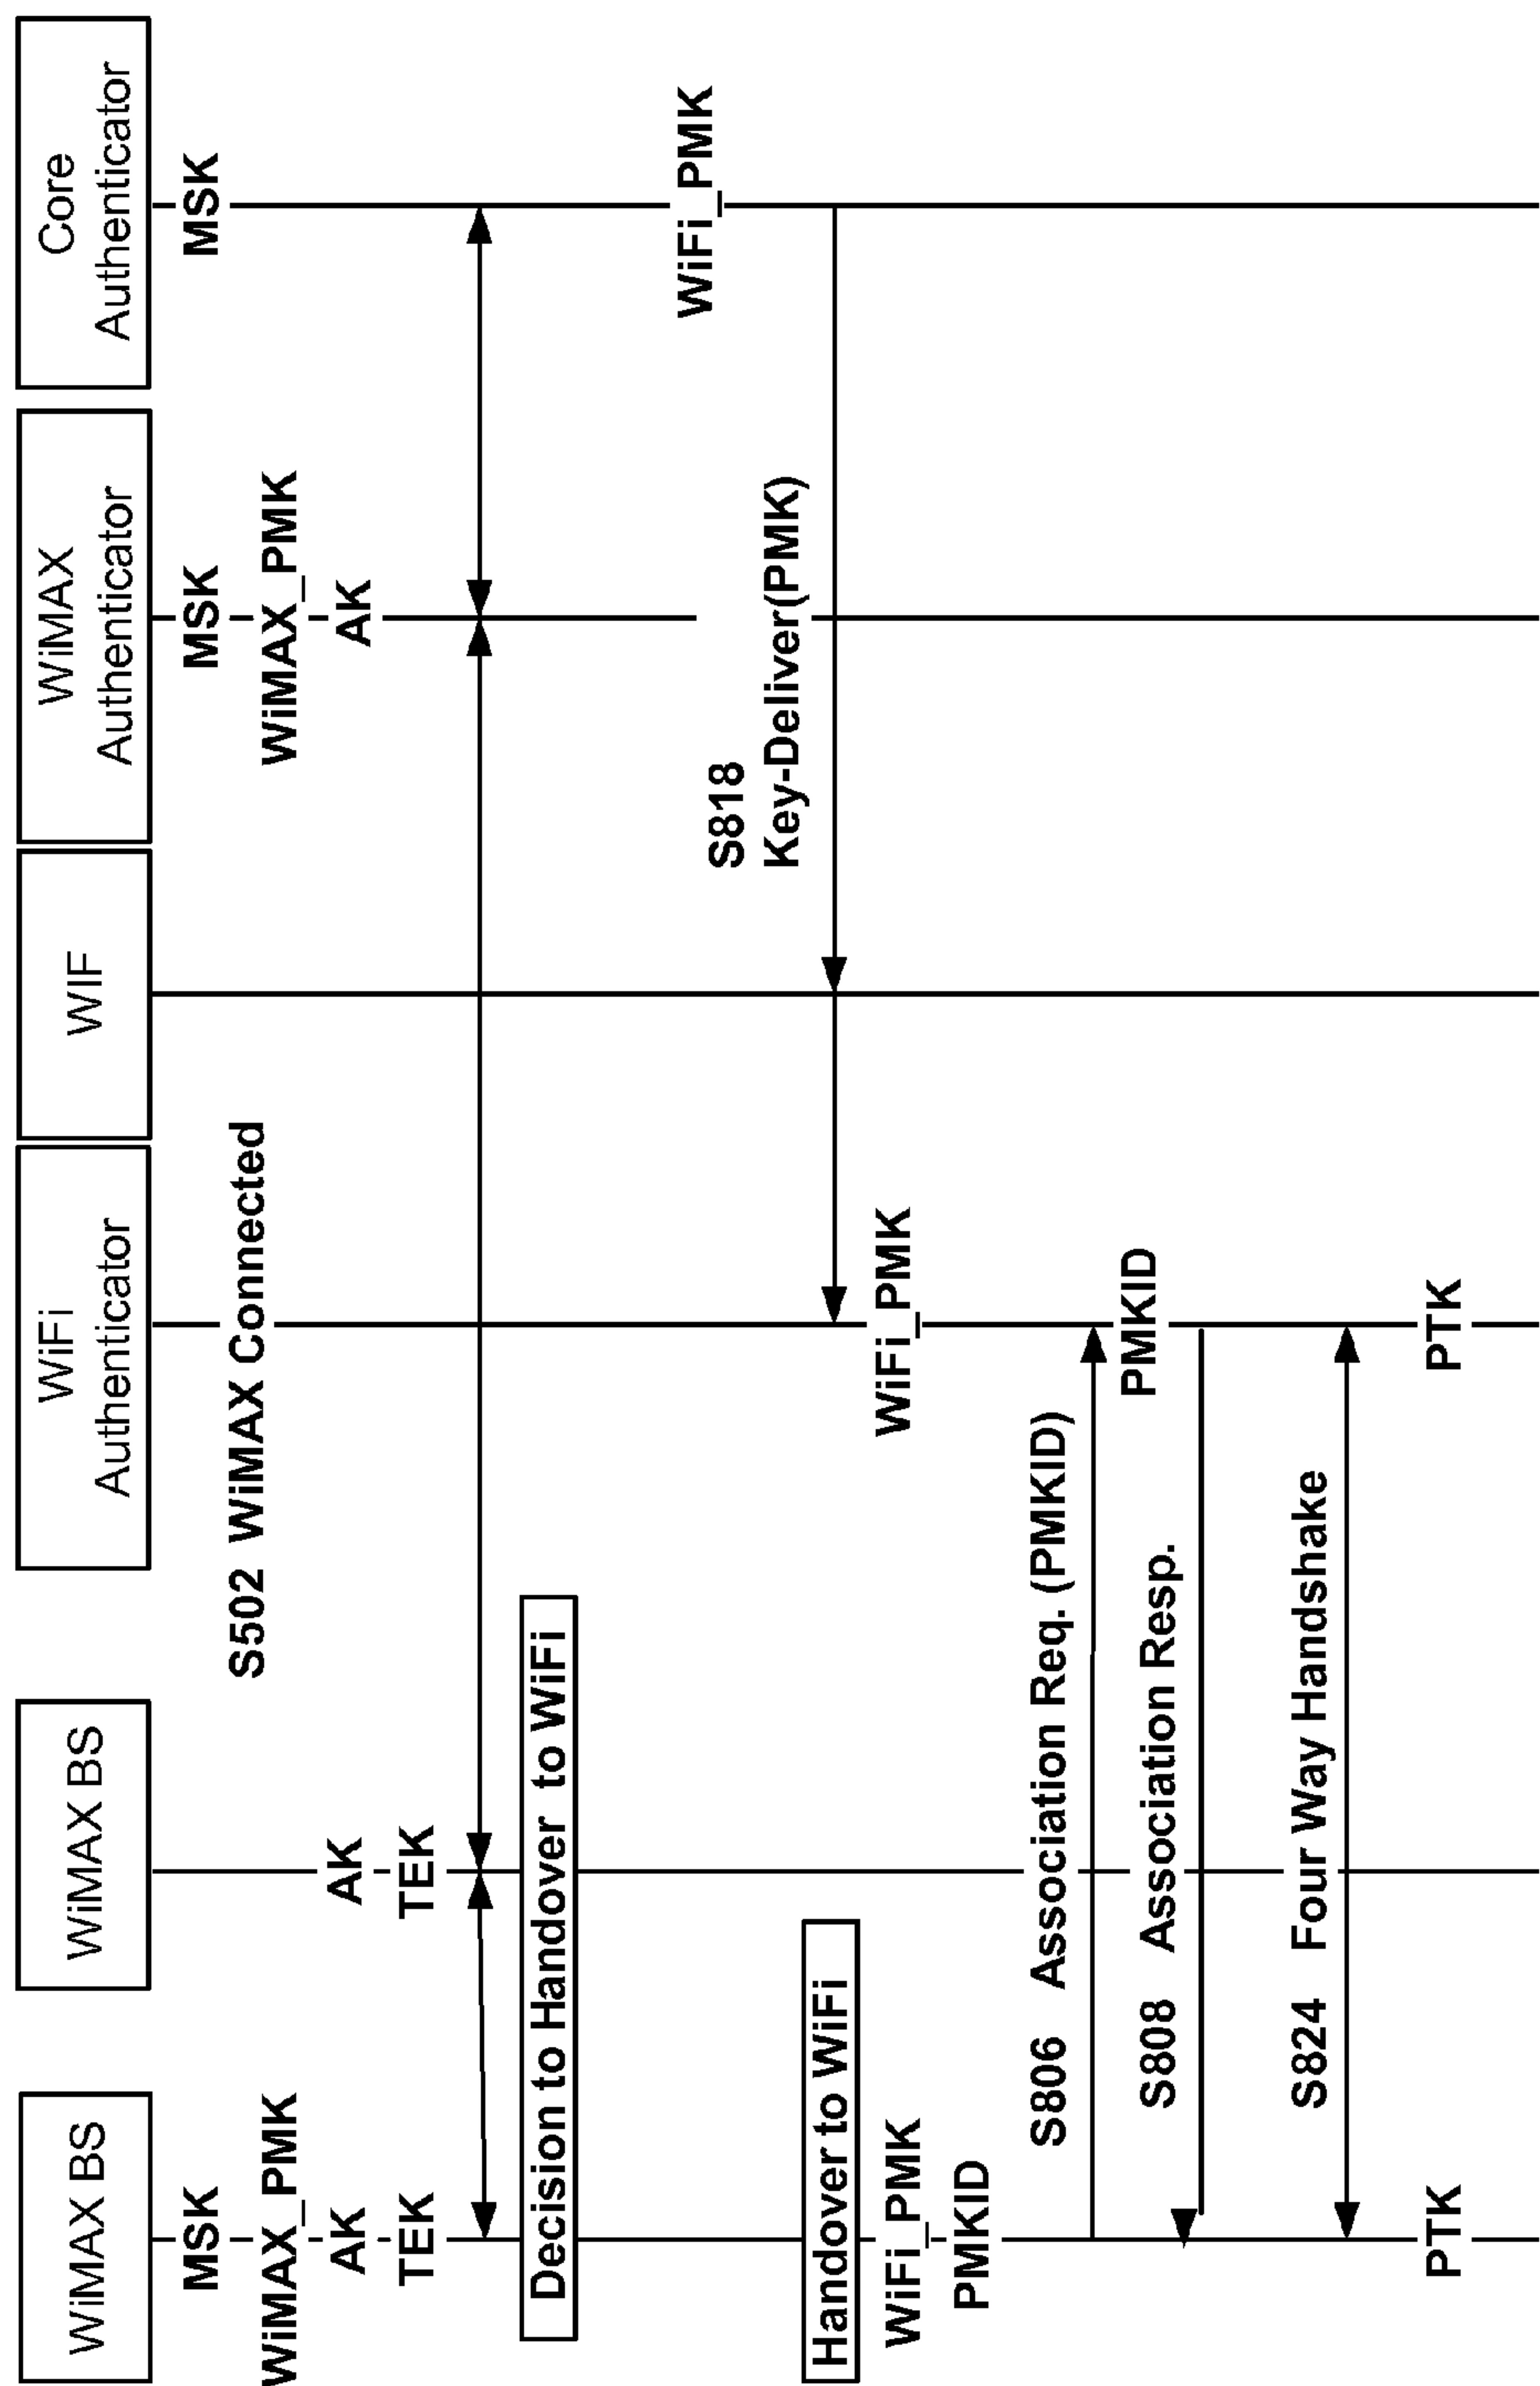 WiMAX BS
WiMAX BS
WiFi
Authenticator
WIF
WiMAX
Authenticator
Core
Authenticator
MSK
MSK
MSK
S502 WiMAX Connected
WiMAX_PMK
WiMAX_PMK
AK
AK
AK
TEK
TEK
Decision to Handover to WiFi
WiFi_PMK
S818
Key-Deliver(PMK)
Handover to WiFi
WiFi_PMK
WiFi_PMK
PMKID
S806 Association Req. (PMKID)
PMKID
S808 Association Resp.
S824 Four Way Handshake
PTK
PTK